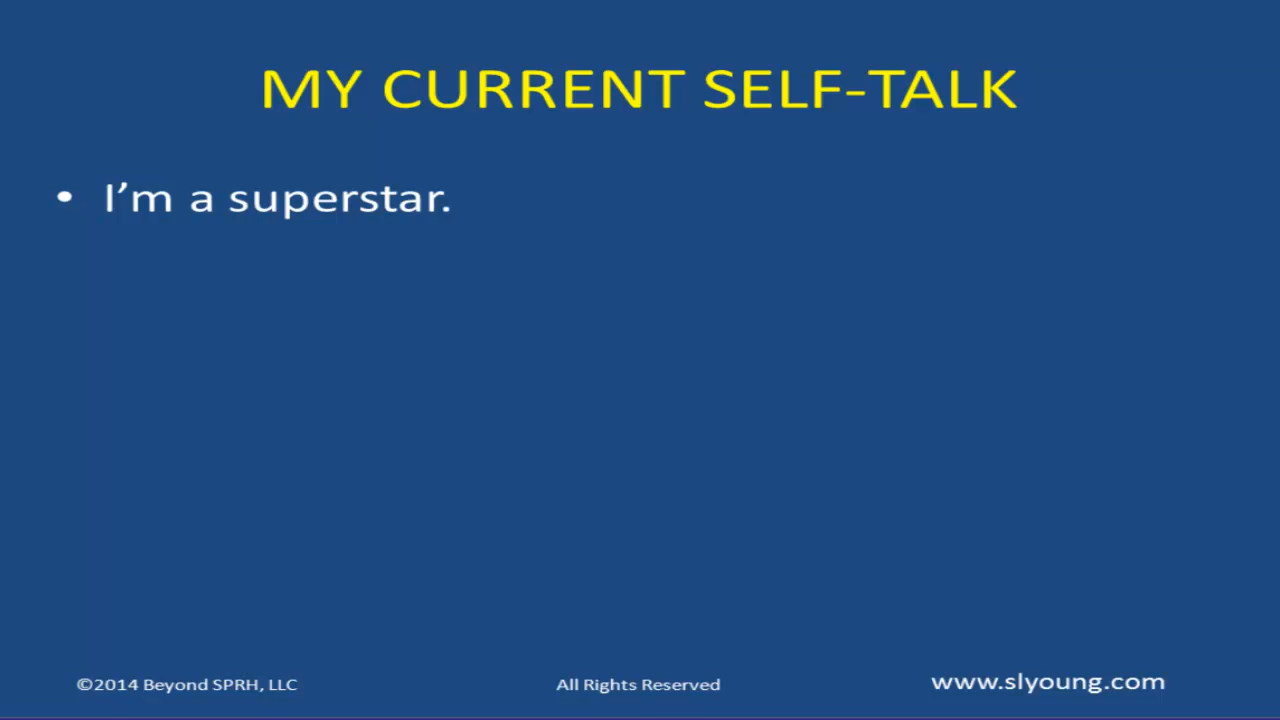 MY CURRENT SELF-TALK
• I’m a superstar.
©2014 Beyond SPRH, LLC
All Rights Reserved
www.slyoung.com